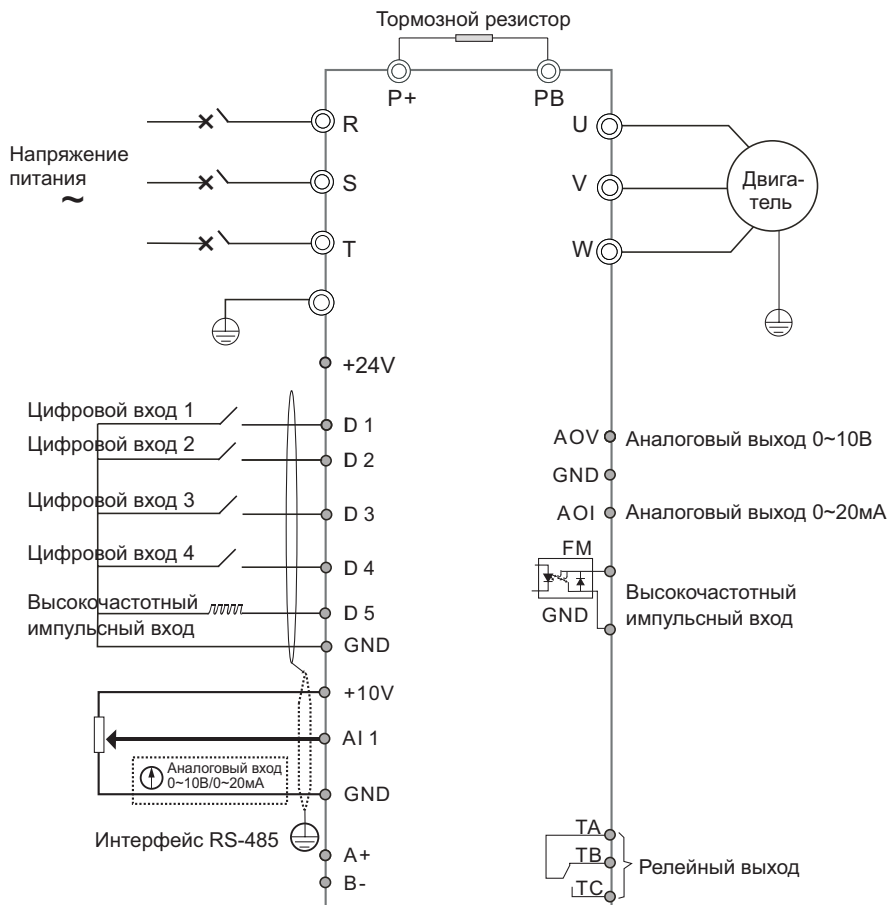 Тормозной резистор
P+
PB
R
U
Напряжение
питания
~
S
V
Двига-
тель
T
W
+24V
Цифровой вход 1
D 1
Цифровой вход 2
D 2
Цифровой вход 3
D 3
Цифровой вход 4
D 4
Высокочастотный
импульсный вход
D 5
GND
+10V
AI 1
Аналоговый вход
0~10В/0~20мА
GND
Интерфейс RS-485
A+
B-
AOV
Аналоговый выход 0~10В
GND
AOI
Аналоговый выход 0~20мА
FM
GND
Высокочастотный
импульсный вход
TA
TB
TC
Релейный выход